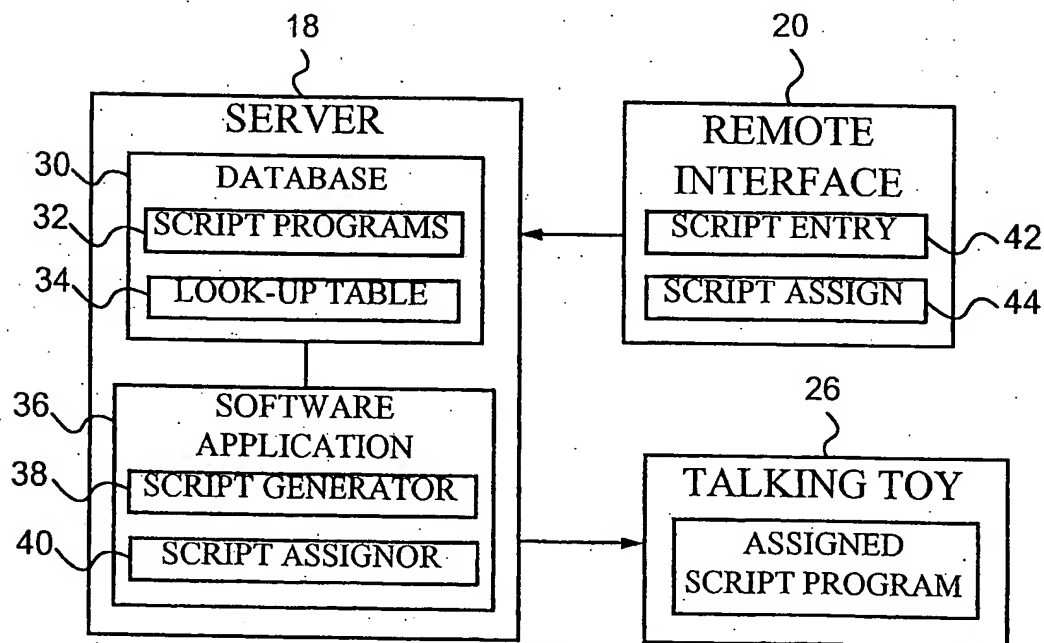 18
SERVER
30
DATABASE
32
SCRIPT PROGRAMS
34
LOOK-UP TABLE
36
SOFTWARE
APPLICATION
38
SCRIPT GENERATOR
40
SCRIPT ASSIGNOR
20
REMOTE
INTERFACE
SCRIPT ENTRY
42
SCRIPT ASSIGN
44
26
TALKING TOY
ASSIGNED
SCRIPT PROGRAM